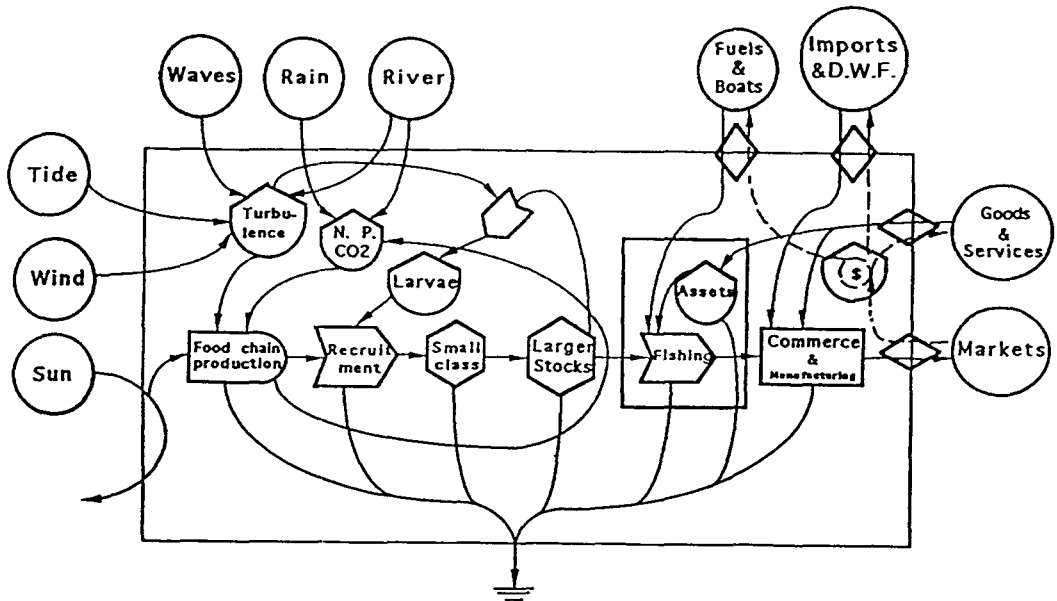 Waves
Rain
River
Fuels
&
Boats
Imports
&D.W.F.
Tide
Turbu-
lence
N. P.
CO2
Goods
&
Services
Wind
Larvae
Assets
$
Sun
Food chain
production
Recruit
ment
Small
class
Larger
Stocks
Fishing
Commerce
&
Manufacturing
Markets